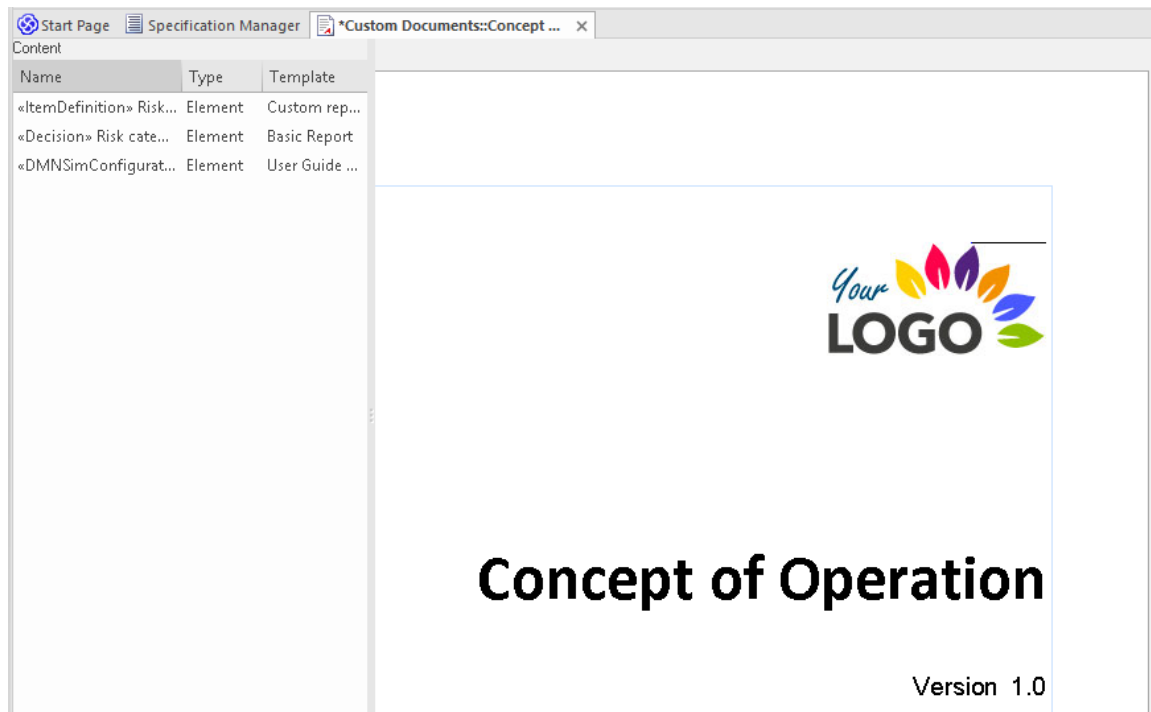 Start Page Specification Manager *Custom Documents::Concept ... ×
Content
Name Type Template
«ItemDefinition» Risk... Element Custom rep...
«Decision» Risk cate... Element Basic Report
«DMNSimConfigurat... Element User Guide ...
Your
LOGO
Concept of Operation
Version 1.0